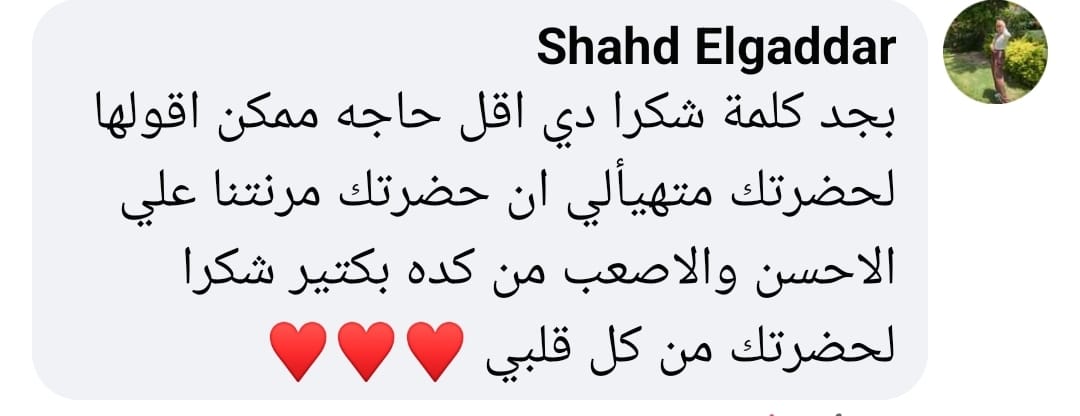 Shahd Elgaddar
بجد كلمة شكرا دي اقل حاجه ممكن اقولها
لحضرتك متهيألي ان حضرتك مرنتنا علي
الاحسن والاصعب من كده بكتير شكرا
لحضرتك من كل قلبي ♥️♥️♥️